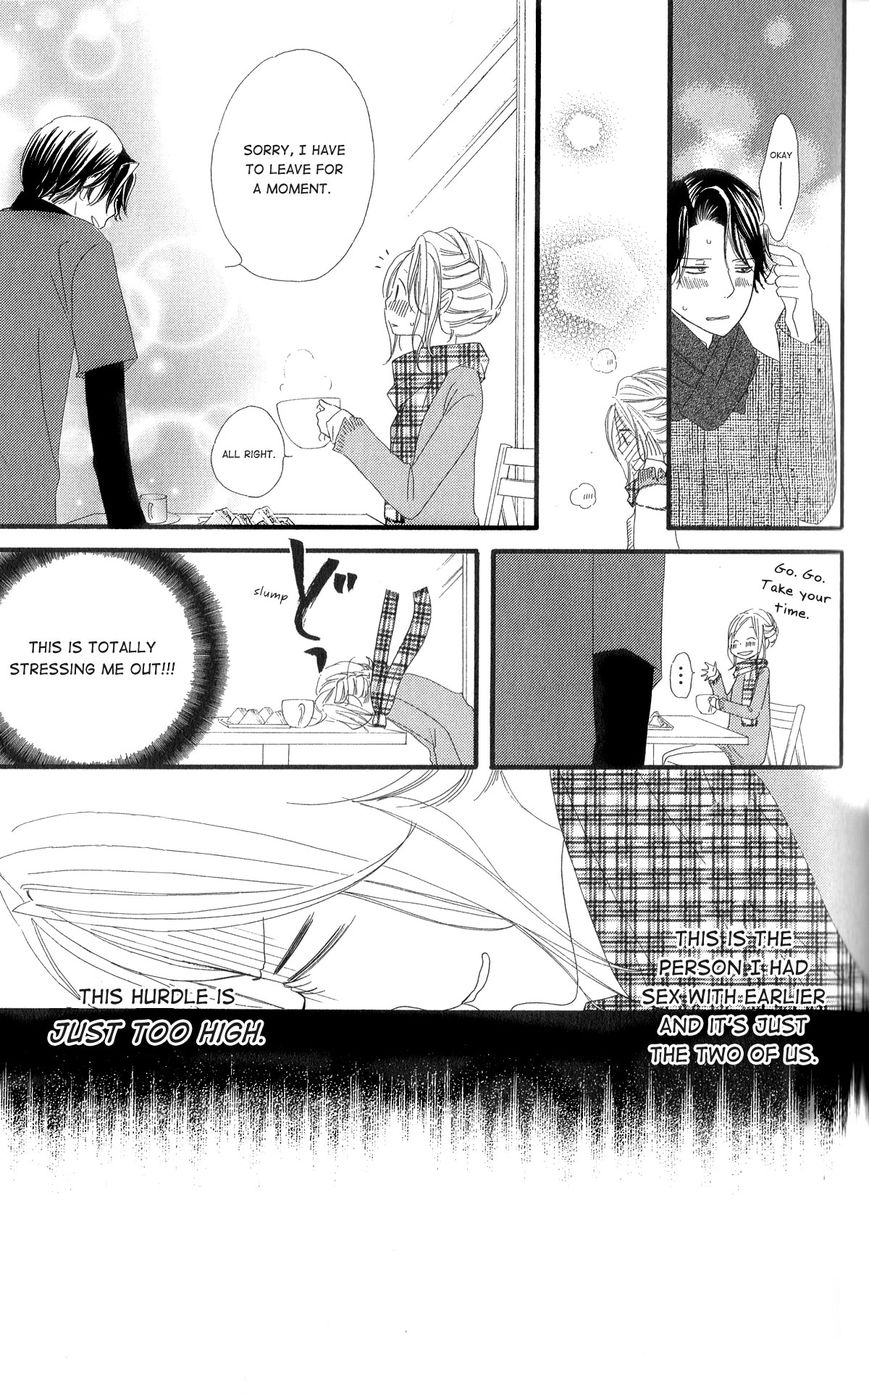 OKAY
SORRY, I HAVE
TO LEAVE FOR
A MOMENT.
ALL RIGHT.
Go. Go.
Take your
time.
...
slump
ど
THIS IS TOTALLY
STRESSING ME OUT!!!
THIS IS THE
PERSON I HAD
SEX WITH EARLIER
AND IT'S JUST
THE TWO OF US.
THIS HURDLE IS
JUST TOO HIGH.